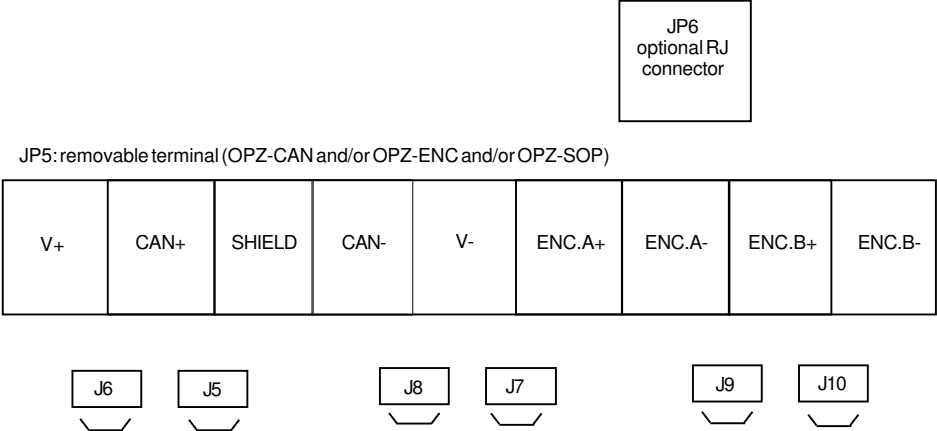 JP6
optional RJ
connector
JP5: removable terminal (OPZ-CAN and/or OPZ-ENC and/or OPZ-SOP)
V+ CAN+ SHIELD CAN- V- ENC.A+ ENC.A- ENC.B+ ENC.B-
J6 J5 J8 J7 J9 J10